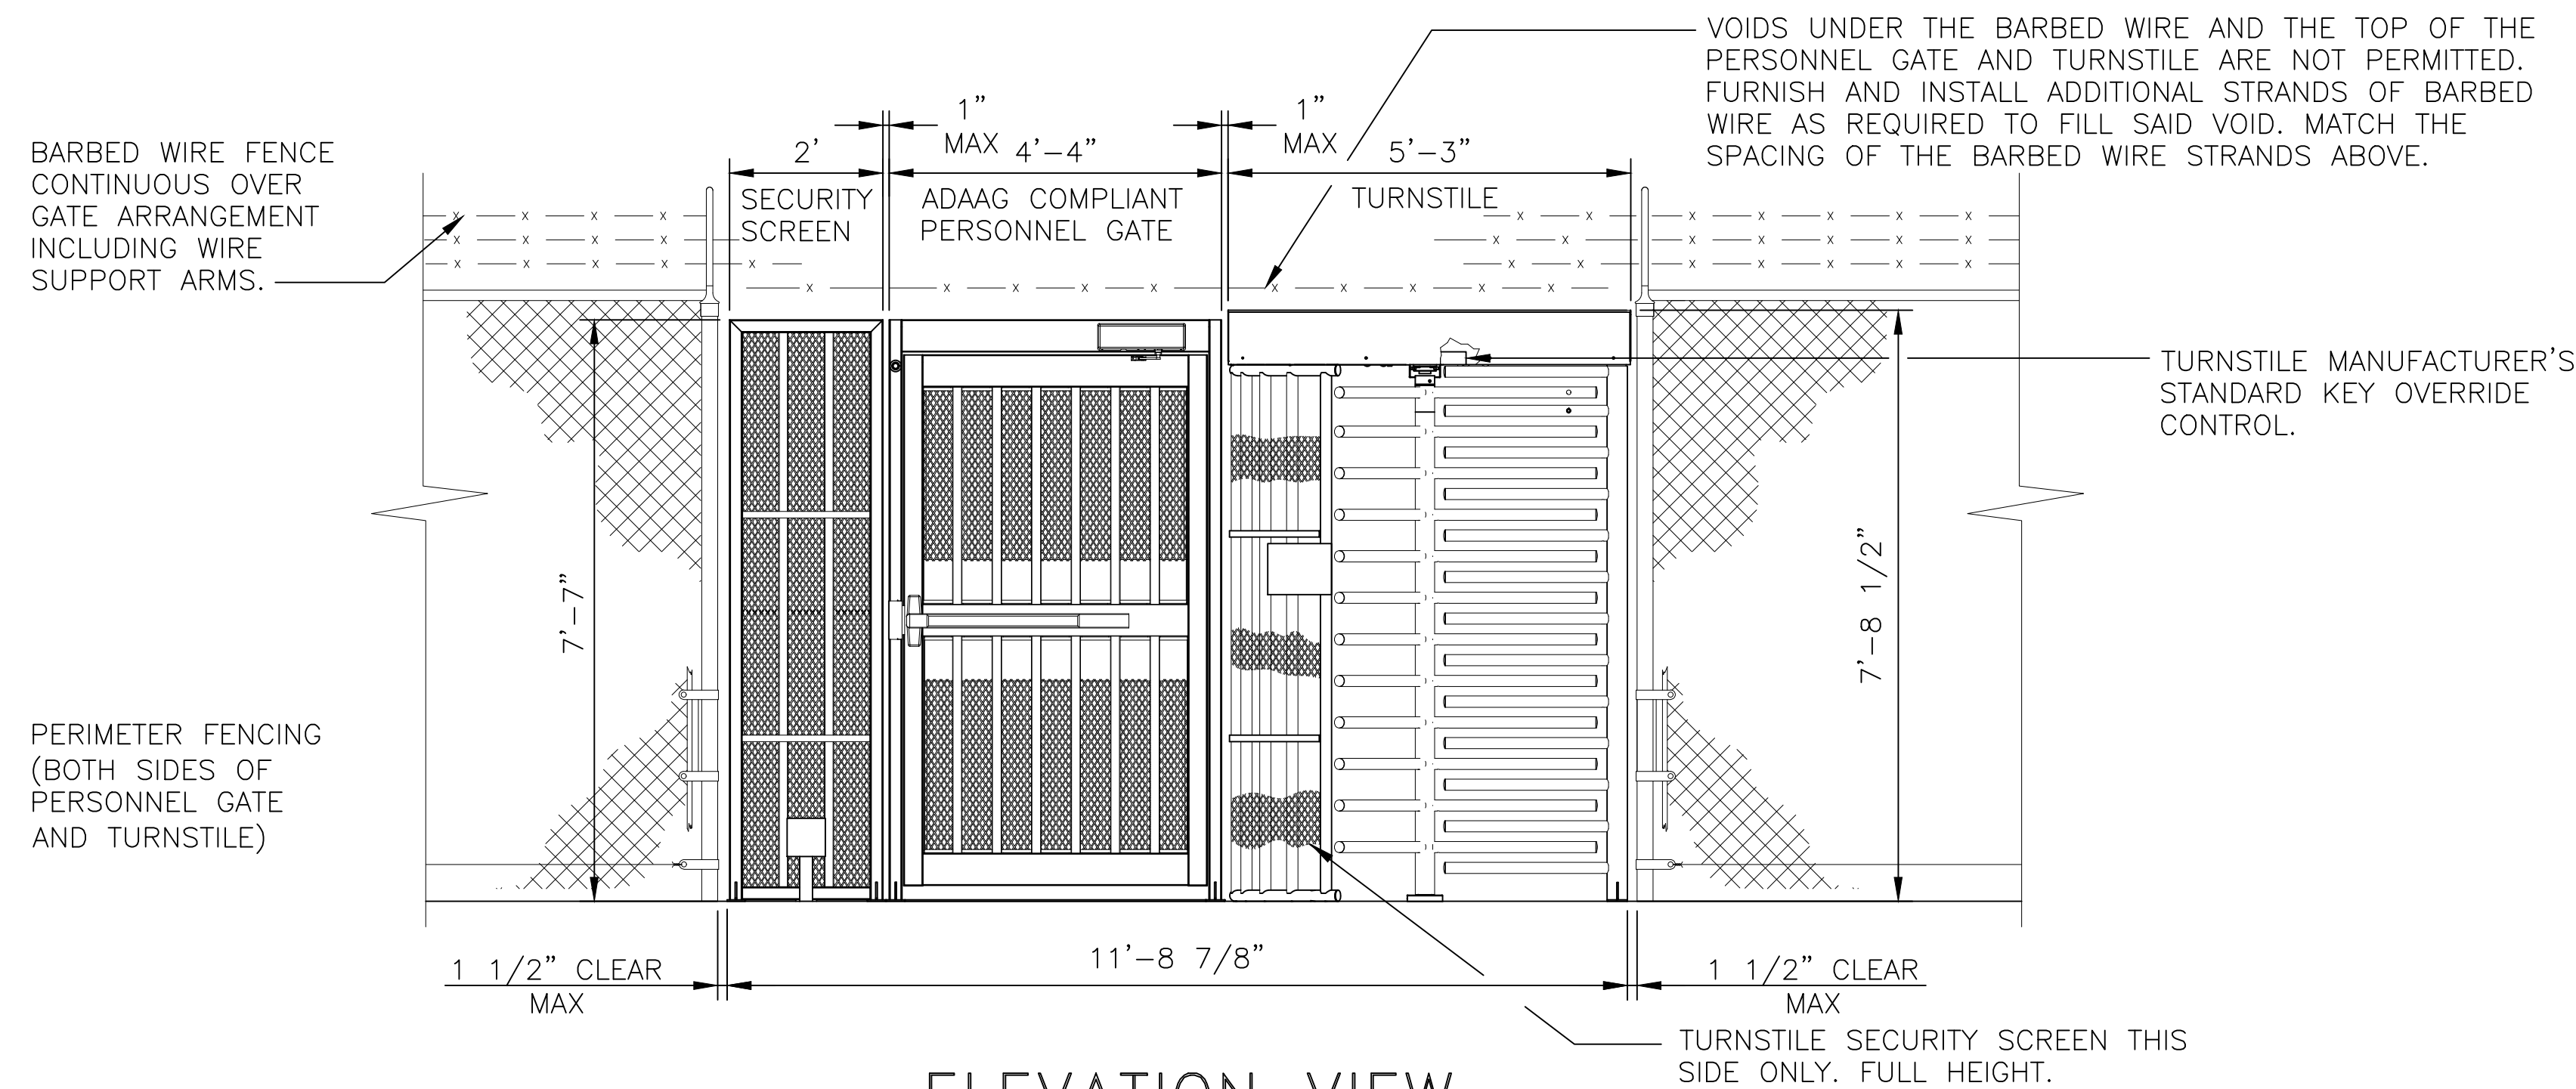 VOIDS UNDER THE BARBED WIRE AND THE TOP OF THE
PERSONNEL GATE AND TURNSTILE ARE NOT PERMITTED.
FURNISH AND INSTALL ADDITIONAL STRANDS OF BARBED
WIRE AS REQUIRED TO FILL SAID VOID. MATCH THE
SPACING OF THE BARBED WIRE STRANDS ABOVE.
BARBED WIRE FENCE
CONTINUOUS OVER
GATE ARRANGEMENT
INCLUDING WIRE
SUPPORT ARMS.
2'
SECURITY
SCREEN
1"
MAX
4'-4"
ADAAG COMPLIANT
PERSONNEL GATE
1"
MAX
5'-3"
TURNSTILE
TURNSTILE MANUFACTURER'S
STANDARD KEY OVERRIDE
CONTROL.
7'-7"
7'-8 1/2"
PERIMETER FENCING
(BOTH SIDES OF
PERSONNEL GATE
AND TURNSTILE)
1 1/2" CLEAR
MAX
11'-8 7/8"
1 1/2" CLEAR
MAX
TURNSTILE SECURITY SCREEN THIS
SIDE ONLY. FULL HEIGHT.
ELEVATION VIEW